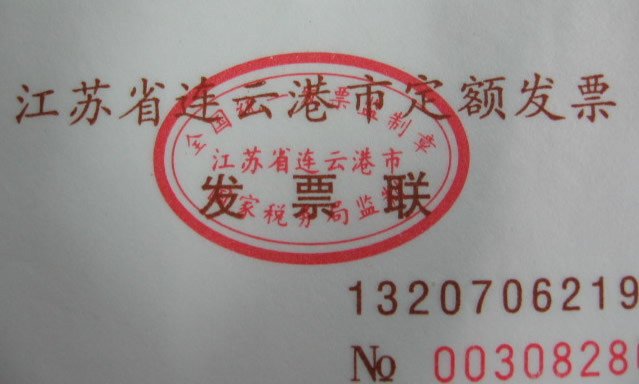 江苏省连云港市定额发票
全国统一发票监制章
江苏省连云港市
发票联
国家税务局监制
1320706219
№ 0030828